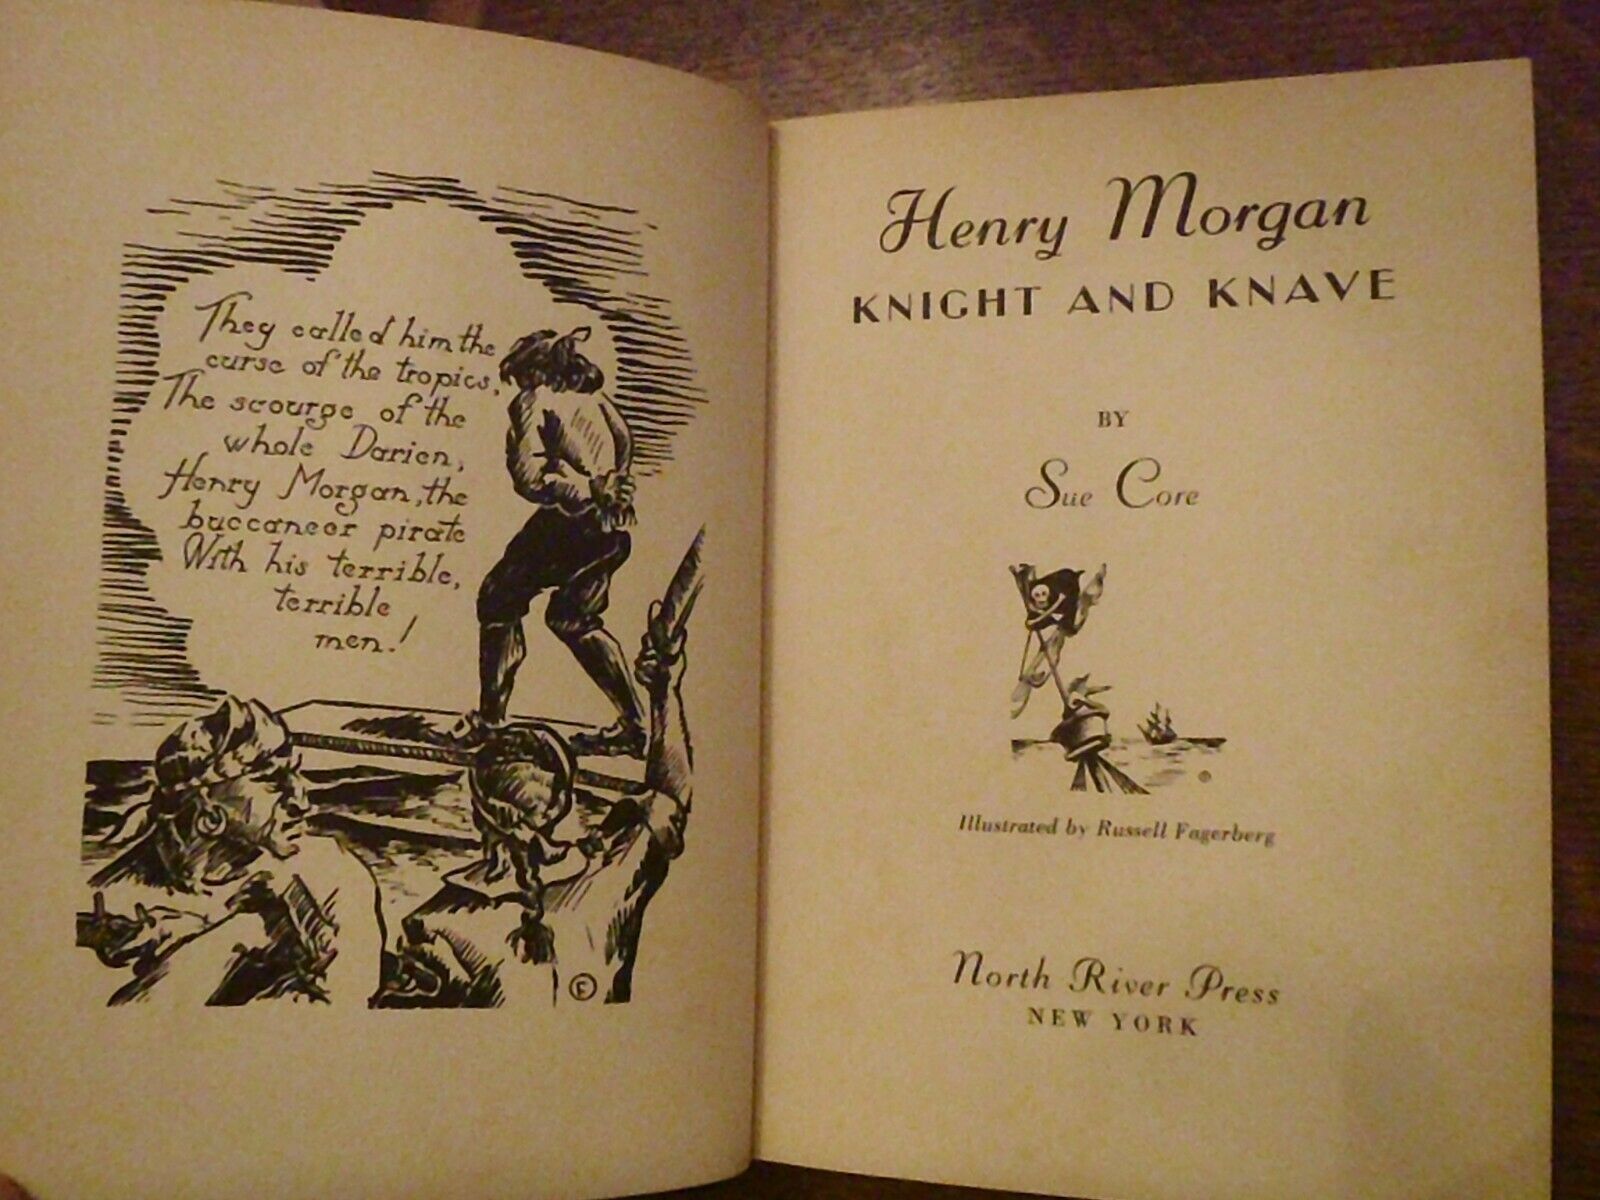 They called him the
curse of the tropics,
The scourge of the
whole Darien,
Henry Morgan, the
buccaneer pirate
With his terrible,
terrible
men!
F
Henry Morgan
KNIGHT AND KNAVE
BY
Sue Core
Illustrated by Russell Fagerberg
North River Press
NEW YORK